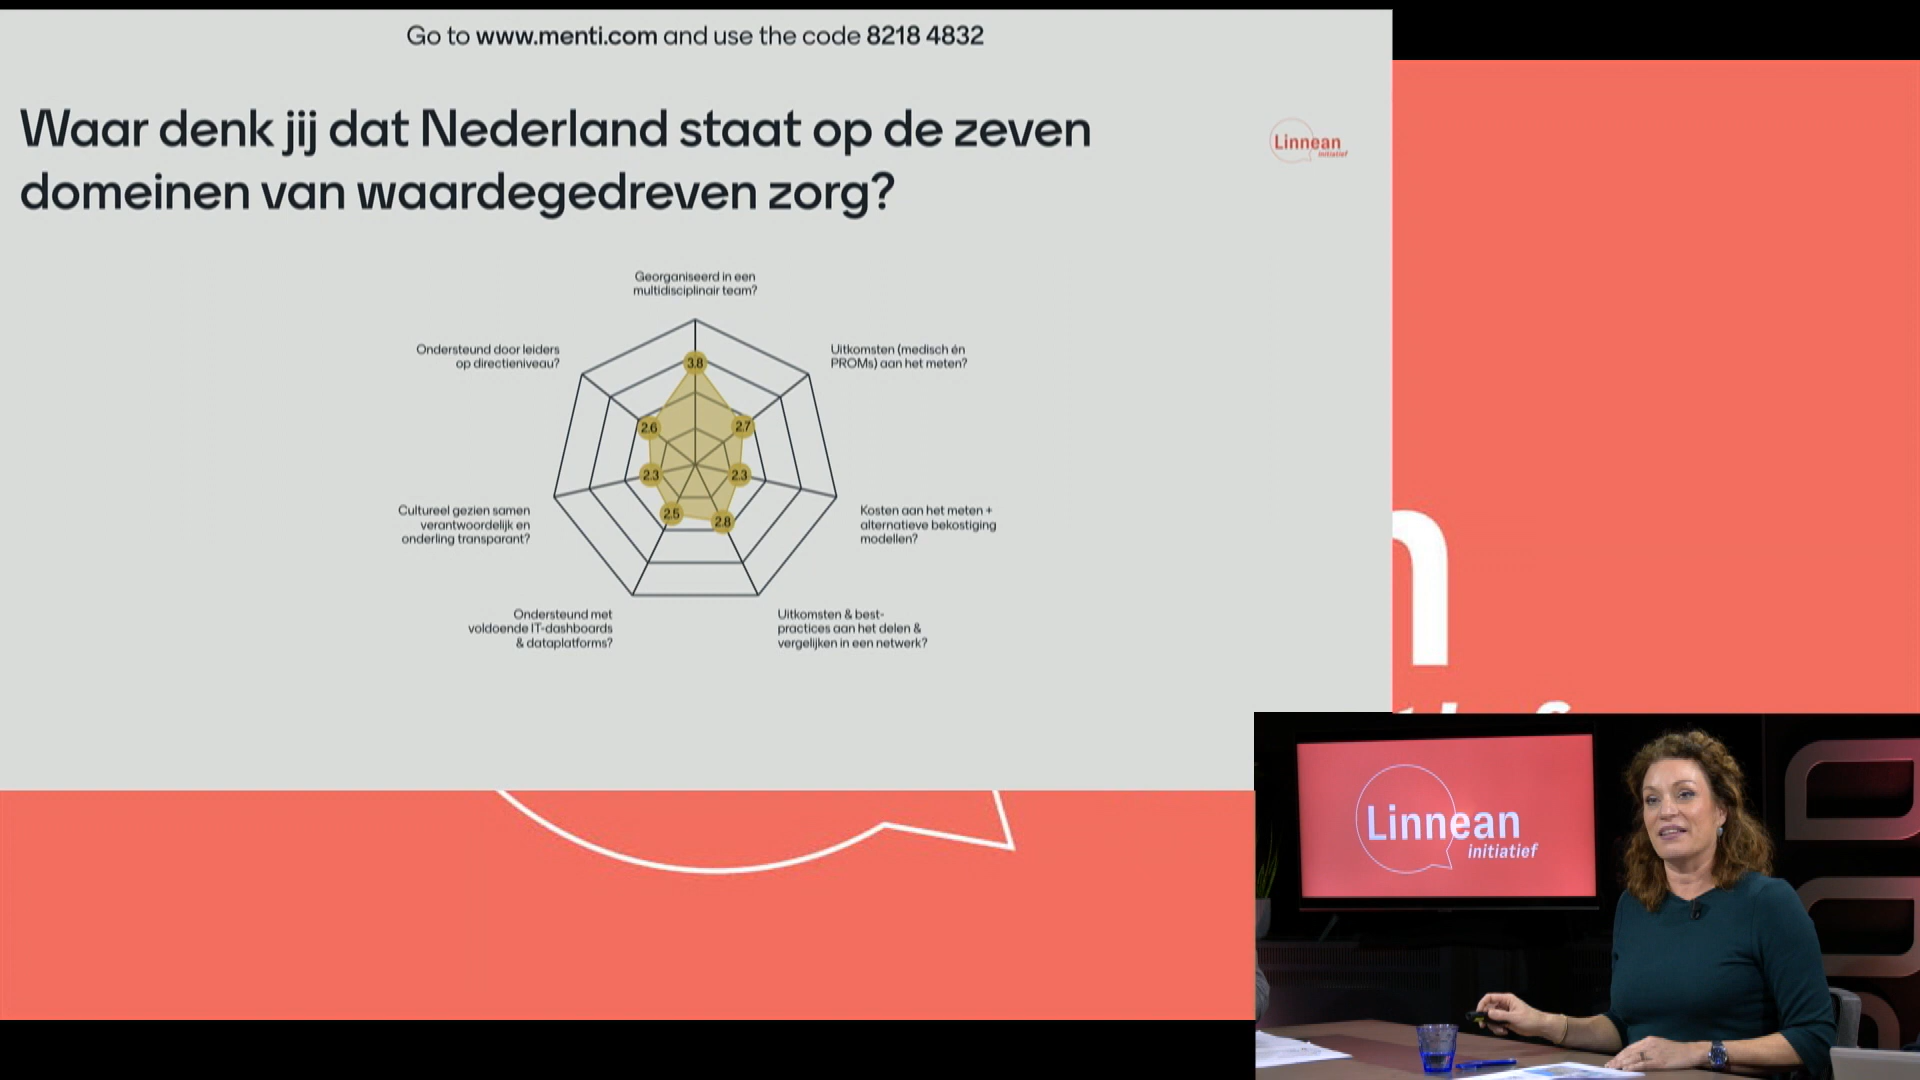 Go to www.menti.com and use the code 8218 4832
Waar denk jij dat Nederland staat op de zeven
domeinen van waardegedreven zorg?
Linnean
initiatief
Georganiseerd in een
multidisciplinair team?
Ondersteund door leiders
op directieniveau?
Uitkomsten (medisch én
PROMs) aan het meten?
3.8
2.6
2.7
2.3
2.3
2.5
2.8
Cultureel gezien samen
verantwoordelijk en
onderling transparant?
Kosten aan het meten +
alternatieve bekostiging
modellen?
Ondersteund met
voldoende IT-dashboards
& dataplatforms?
Uitkomsten & best-
practices aan het delen &
vergelijken in een netwerk?
n
Linnean
initiatief